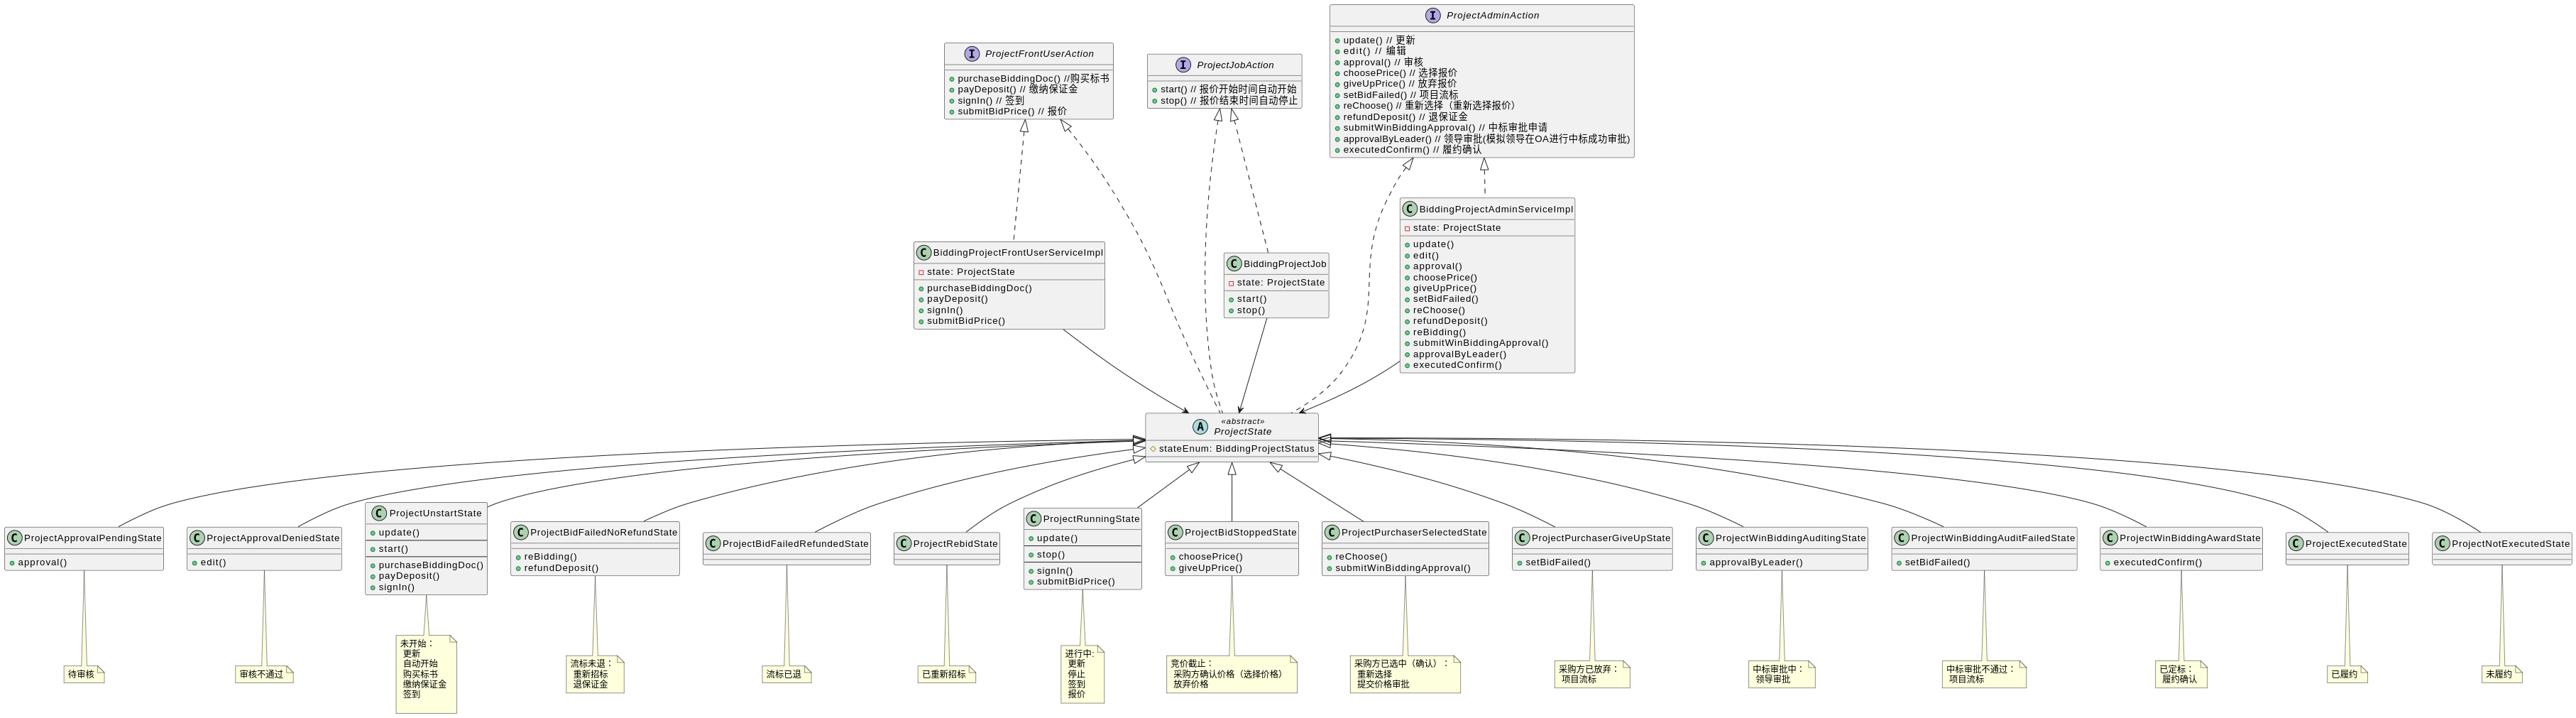 ProjectFrontUserAction
purchaseBiddingDoc() //购买标书
payDeposit() // 缴纳保证金
signIn() // 签到
submitBidPrice() // 报价
ProjectJobAction
start() // 报价开始时间自动开始
stop() // 报价结束时间自动停止
ProjectAdminAction
update() // 更新
edit() // 编辑
approval() // 审核
choosePrice() // 选择报价
giveUpPrice() // 放弃报价
setBidFailed() // 项目流标
reChoose() // 重新选择（重新选择报价）
refundDeposit() // 退保证金
submitWinBiddingApproval() // 中标审批申请
approvalByLeader() // 领导审批(模拟领导在OA进行中标成功审批)
executedConfirm() // 履约确认
BiddingProjectFrontUserServiceImpl
state: ProjectState
purchaseBiddingDoc()
payDeposit()
signIn()
submitBidPrice()
BiddingProjectJob
state: ProjectState
start()
stop()
BiddingProjectAdminServiceImpl
state: ProjectState
update()
edit()
approval()
choosePrice()
giveUpPrice()
setBidFailed()
reChoose()
refundDeposit()
reBidding()
submitWinBiddingApproval()
approvalByLeader()
executedConfirm()
«abstract»
ProjectState
stateEnum: BiddingProjectStatus
ProjectApprovalPendingState
approval()
ProjectApprovalDeniedState
edit()
ProjectUnstartState
update()
start()
purchaseBiddingDoc()
payDeposit()
signIn()
ProjectBidFailedNoRefundState
reBidding()
refundDeposit()
ProjectBidFailedRefundedState
ProjectRebidState
ProjectRunningState
update()
stop()
signIn()
submitBidPrice()
ProjectBidStoppedState
choosePrice()
giveUpPrice()
ProjectPurchaserSelectedState
reChoose()
submitWinBiddingApproval()
ProjectPurchaserGiveUpState
setBidFailed()
ProjectWinBiddingAuditingState
approvalByLeader()
ProjectWinBiddingAuditFailedState
setBidFailed()
ProjectWinBiddingAwardState
executedConfirm()
ProjectExecutedState
ProjectNotExecutedState
待审核
审核不通过
未开始：
更新
自动开始
购买标书
缴纳保证金
签到
流标未退：
重新招标
退保证金
流标已退
已重新招标
进行中:
更新
停止
签到
报价
竞价截止：
采购方确认价格（选择价格）
放弃价格
采购方已选中（确认）：
重新选择
提交价格审批
采购方已放弃：
项目流标
中标审批中：
领导审批
中标审批不通过：
项目流标
已定标：
履约确认
已履约
未履约